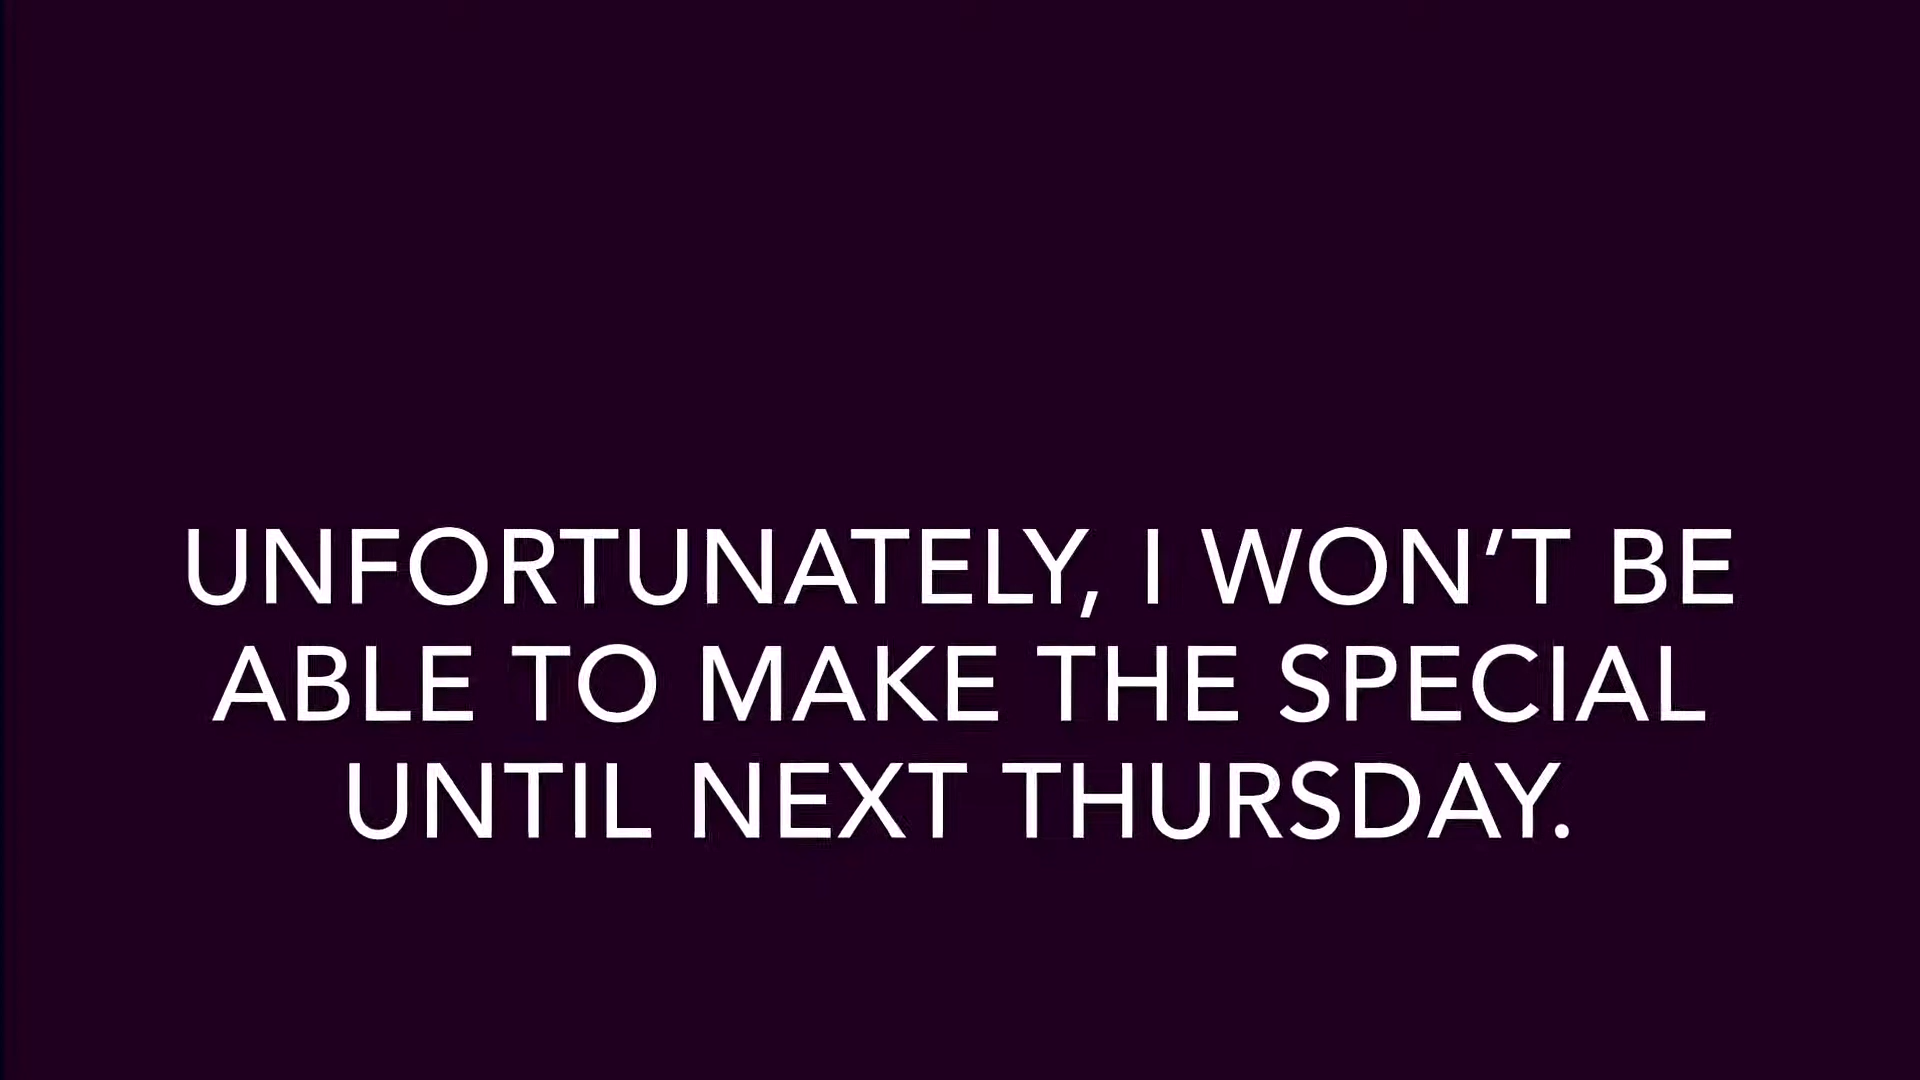 UNFORTUNATELY, I WON’T BE
ABLE TO MAKE THE SPECIAL
UNTIL NEXT THURSDAY.